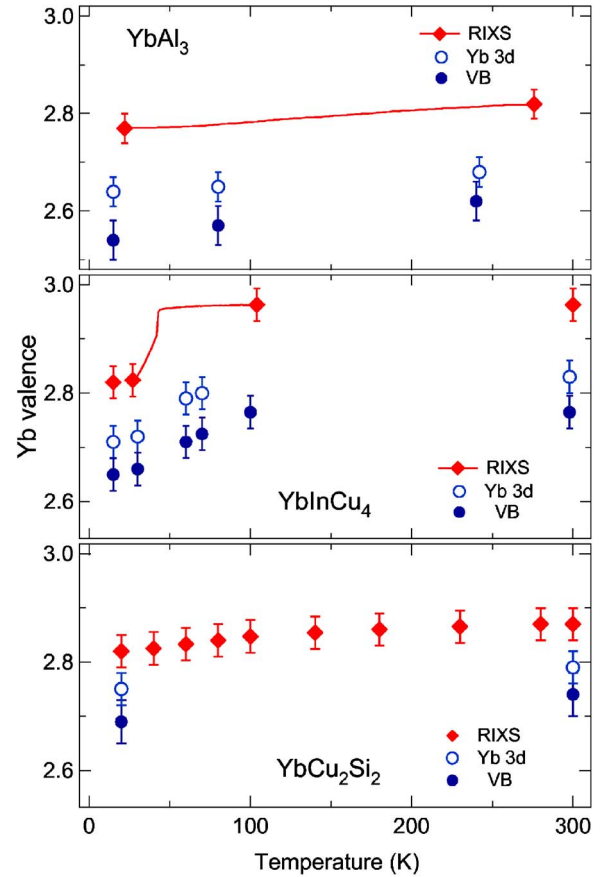 YbAl3
RIXS
Yb 3d
VB
3.0
2.8
2.6
3.0
2.8
2.6
YbInCu4
RIXS
Yb 3d
VB
3.0
2.8
2.6
YbCu2Si2
RIXS
Yb 3d
VB
Yb valence
0
100
200
300
Temperature (K)